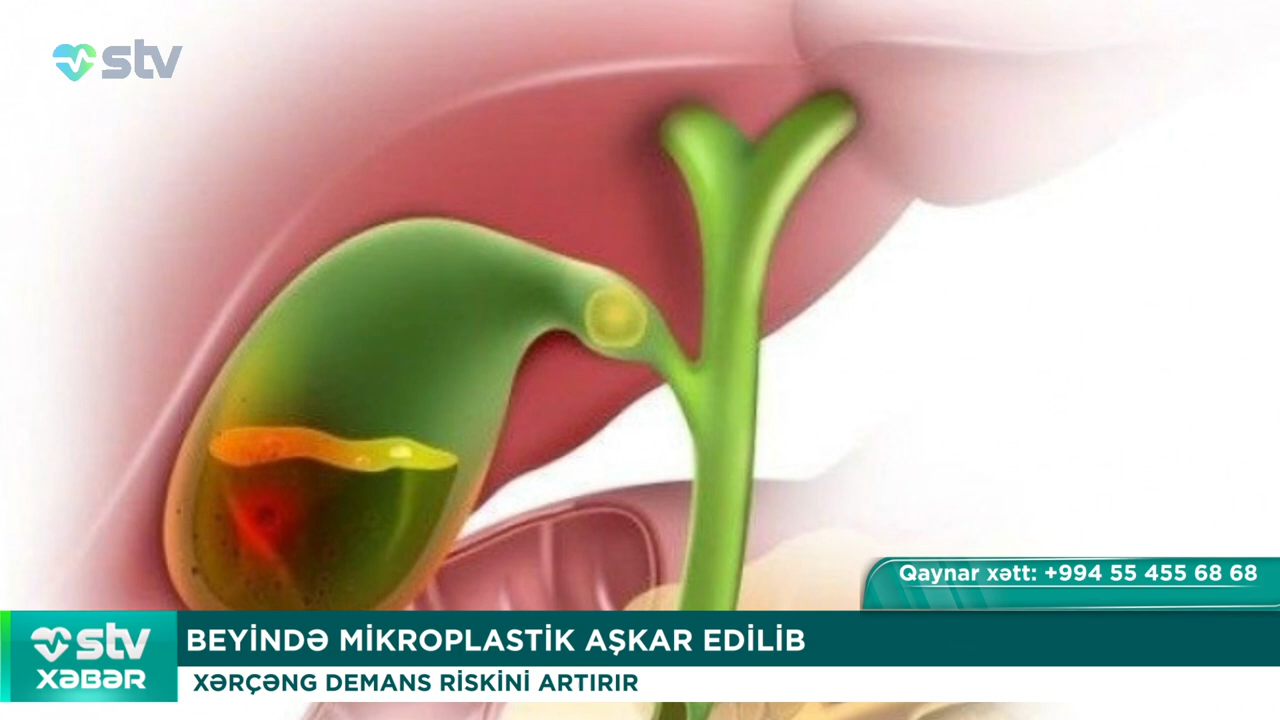 stv
Qaynar xətt: +994 55 455 68 68
stv
XƏBƏR
BEYİNDƏ MİKROPLASTİK AŞKAR EDİLİB
XƏRÇƏNG DEMANS RİSKİNİ ARTIRIR